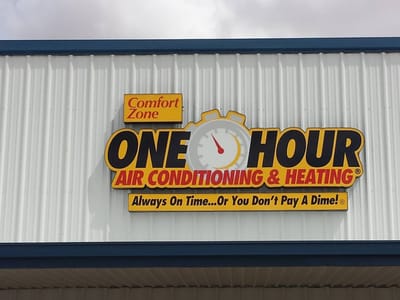 Comfort
Zone
ONE HOUR
AIR CONDITIONING & HEATING®
Always On Time...Or You Don't Pay A Dime!®